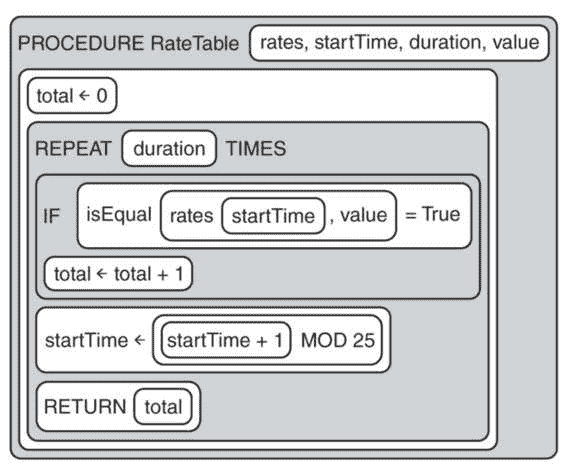 PROCEDURE RateTable rates, startTime, duration, value
total ← 0
REPEAT duration TIMES
IF isEqual rates startTime , value = True
total ← total + 1
startTime ← startTime + 1 MOD 25
RETURN total